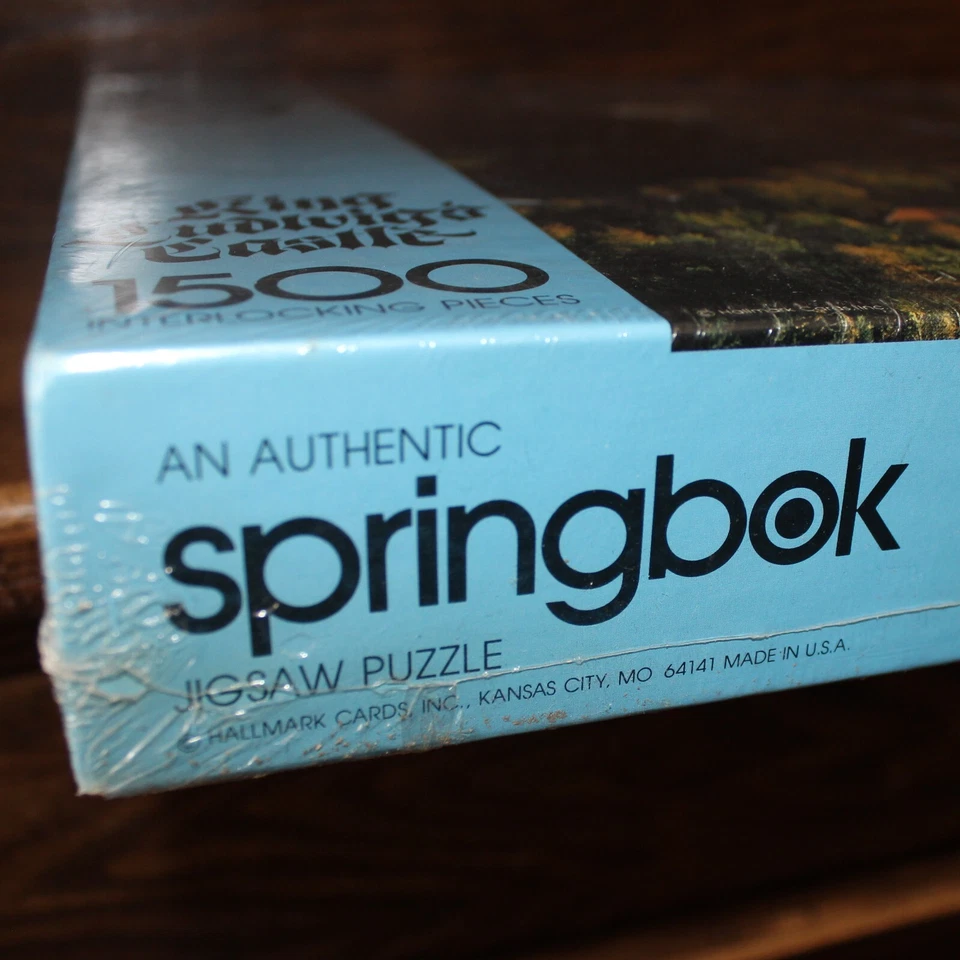 King
Ludwig's
Castle
1500
INTERLOCKING PIECES
AN AUTHENTIC
springbok
JIGSAW PUZZLE
© HALLMARK CARDS, INC., KANSAS CITY, MO 64141 MADE IN U.S.A.